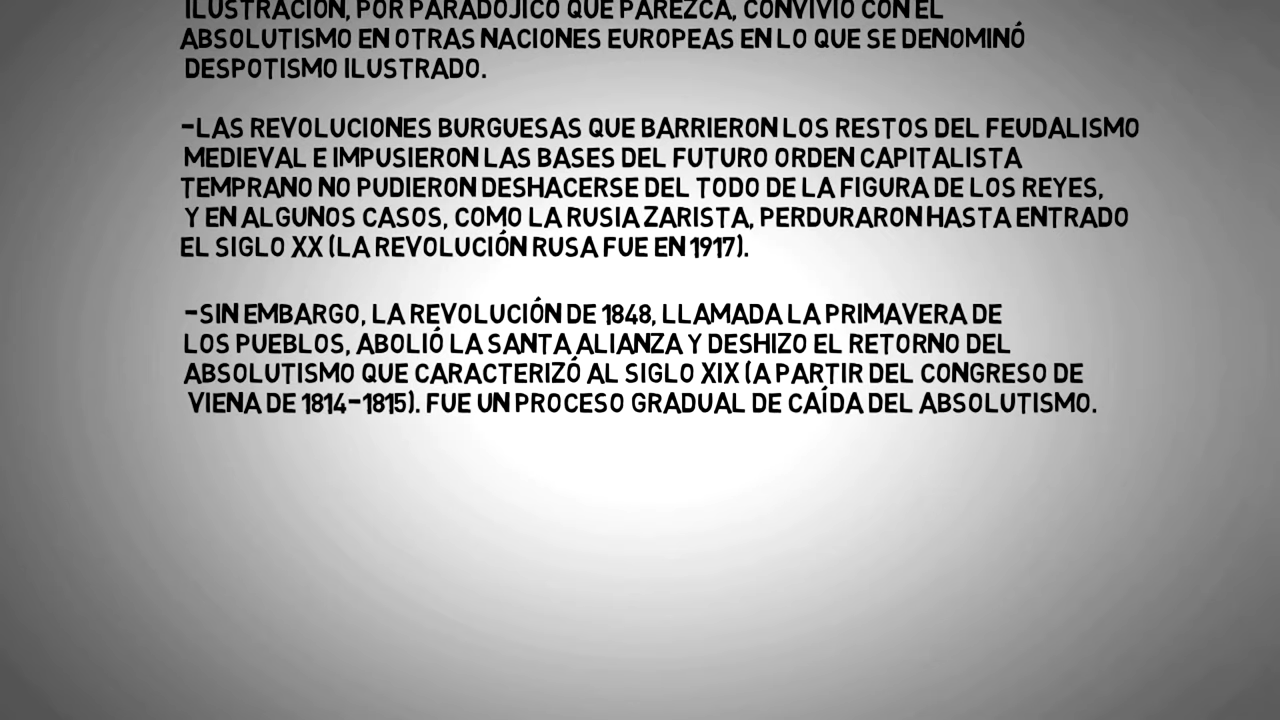 ILUSTRACIÓN, POR PARADÓJICO QUE PAREZCA, CONVIVIÓ CON EL
ABSOLUTISMO EN OTRAS NACIONES EUROPEAS EN LO QUE SE DENOMINÓ
DESPOTISMO ILUSTRADO.
-LAS REVOLUCIONES BURGUESAS QUE BARRIERON LOS RESTOS DEL FEUDALISMO
MEDIEVAL E IMPUSIERON LAS BASES DEL FUTURO ORDEN CAPITALISTA
TEMPRANO NO PUDIERON DESHACERSE DEL TODO DE LA FIGURA DE LOS REYES,
Y EN ALGUNOS CASOS, COMO LA RUSIA ZARISTA, PERDURARON HASTA ENTRADO
EL SIGLO XX (LA REVOLUCIÓN RUSA FUE EN 1917).
-SIN EMBARGO, LA REVOLUCIÓN DE 1848, LLAMADA LA PRIMAVERA DE
LOS PUEBLOS, ABOLIÓ LA SANTA ALIANZA Y DESHIZO EL RETORNO DEL
ABSOLUTISMO QUE CARACTERIZÓ AL SIGLO XIX (A PARTIR DEL CONGRESO DE
VIENA DE 1814-1815). FUE UN PROCESO GRADUAL DE CAÍDA DEL ABSOLUTISMO.